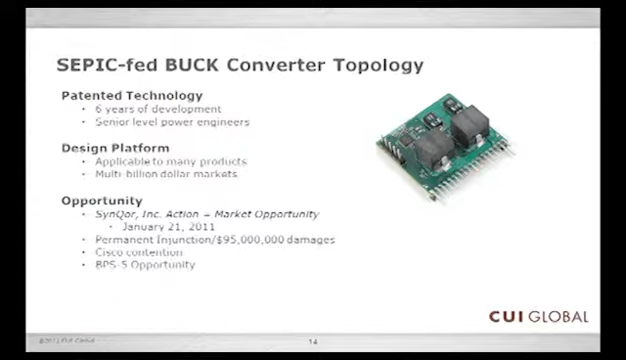 SEPIC-fed BUCK Converter Topology
Patented Technology
• 6 years of development
• Senior level power engineers
Design Platform
• Applicable to many products
• Multi-billion dollar markets
Opportunity
• SynQor, Inc. Action = Market Opportunity
• January 21, 2011
• Permanent Injunction/$95,000,000 damages
• Cisco contention
• BPS-5 Opportunity
CUI GLOBAL
CUI Global
14